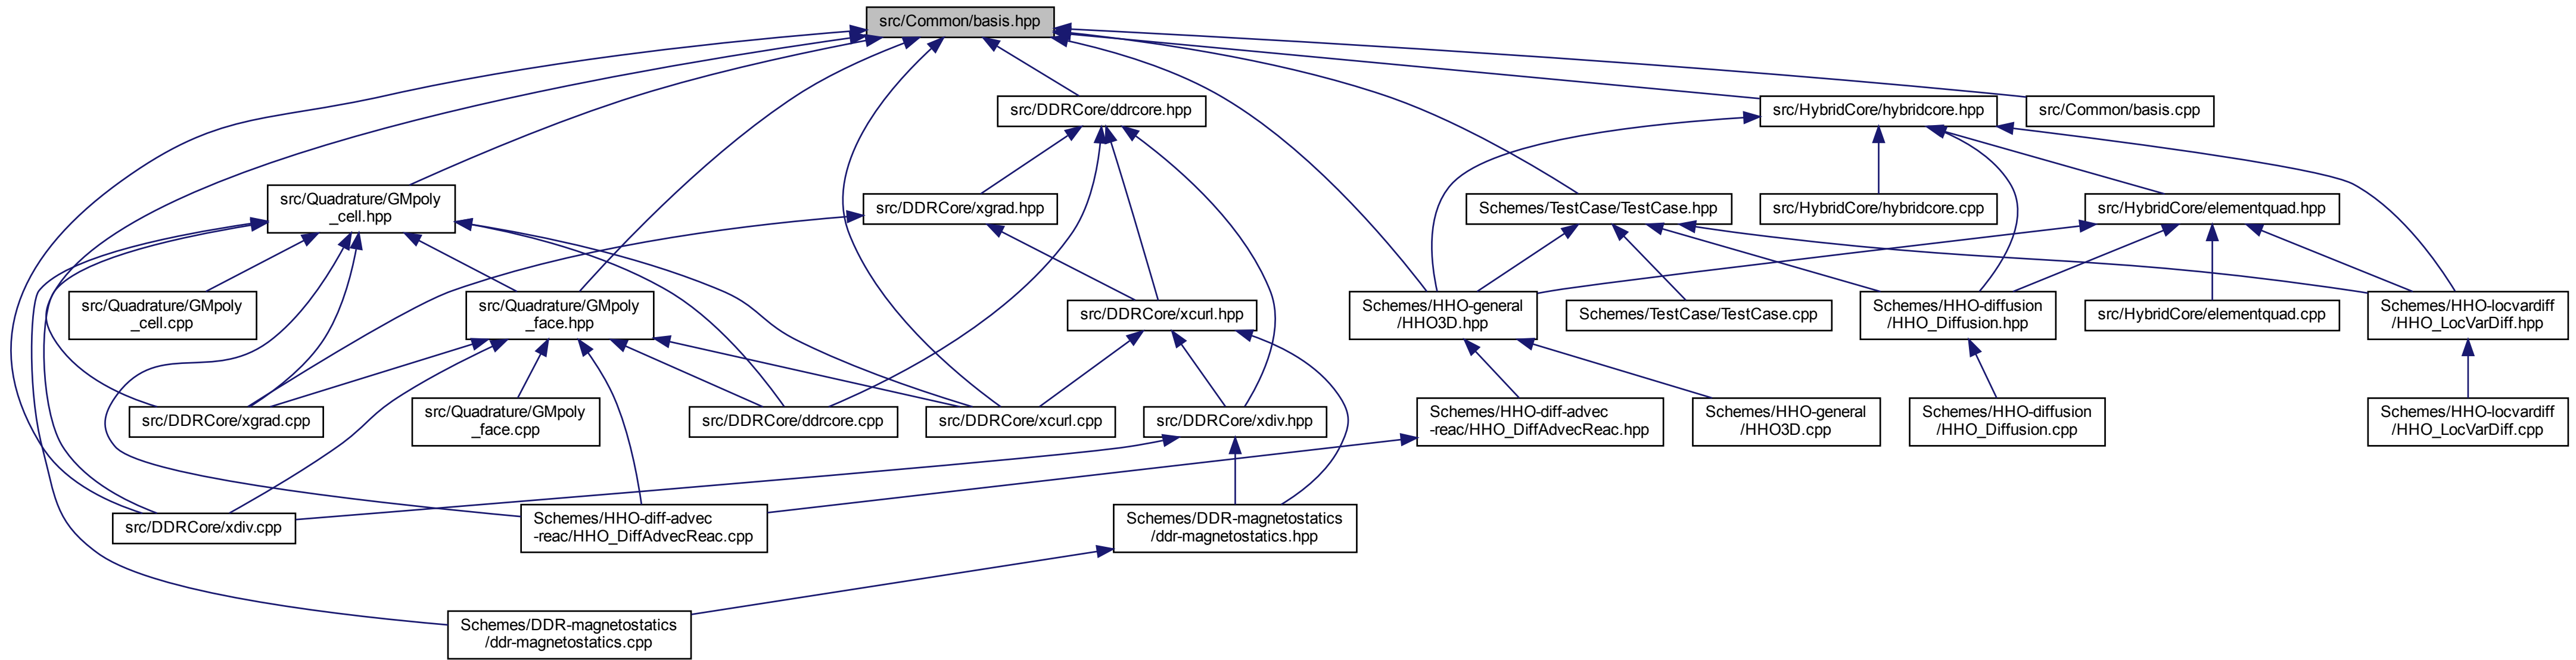 src/Common/basis.hpp
src/DDRCore/ddrcore.hpp
src/HybridCore/hybridcore.hpp
src/Common/basis.cpp
src/Quadrature/GMpoly
_cell.hpp
src/DDRCore/xgrad.hpp
Schemes/TestCase/TestCase.hpp
src/HybridCore/hybridcore.cpp
src/HybridCore/elementquad.hpp
src/Quadrature/GMpoly
_cell.cpp
src/Quadrature/GMpoly
_face.hpp
src/DDRCore/xcurl.hpp
Schemes/HHO-general
/HHO3D.hpp
Schemes/TestCase/TestCase.cpp
Schemes/HHO-diffusion
/HHO_Diffusion.hpp
src/HybridCore/elementquad.cpp
Schemes/HHO-locvardiff
/HHO_LocVarDiff.hpp
src/DDRCore/xgrad.cpp
src/Quadrature/GMpoly
_face.cpp
src/DDRCore/ddrcore.cpp
src/DDRCore/xcurl.cpp
src/DDRCore/xdiv.hpp
Schemes/HHO-diff-advec
-reac/HHO_DiffAdvecReac.hpp
Schemes/HHO-general
/HHO3D.cpp
Schemes/HHO-diffusion
/HHO_Diffusion.cpp
Schemes/HHO-locvardiff
/HHO_LocVarDiff.cpp
src/DDRCore/xdiv.cpp
Schemes/HHO-diff-advec
-reac/HHO_DiffAdvecReac.cpp
Schemes/DDR-magnetostatics
/ddr-magnetostatics.hpp
Schemes/DDR-magnetostatics
/ddr-magnetostatics.cpp